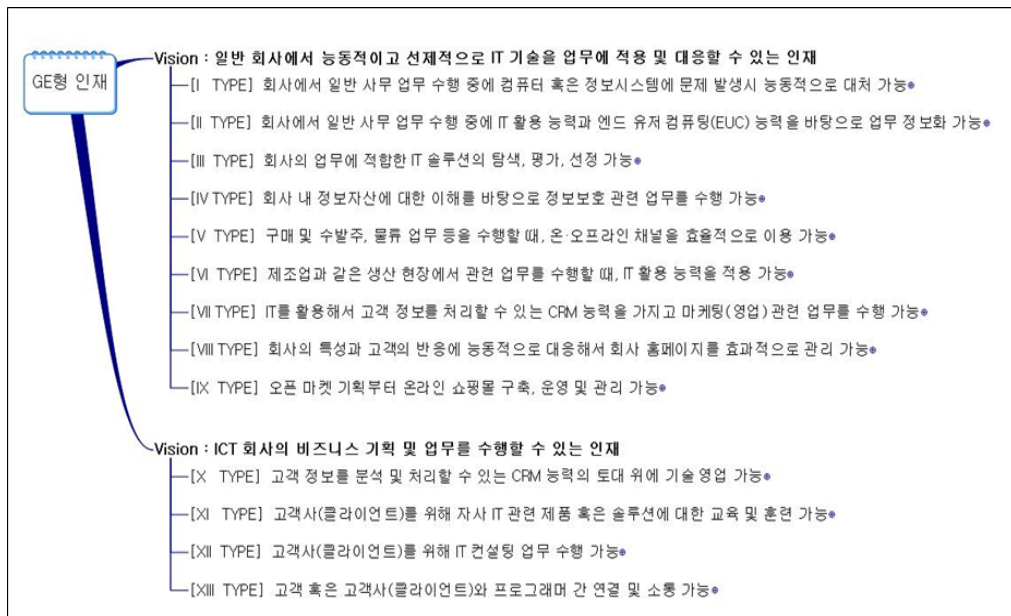 GE형 인재
Vision : 일반 회사에서 능동적이고 선제적으로 IT 기술을 업무에 적용 및 대응할 수 있는 인재
[I TYPE] 회사에서 일반 사무 업무 수행 중에 컴퓨터 혹은 정보시스템에 문제 발생시 능동적으로 대처 가능
[II TYPE] 회사에서 일반 사무 업무 수행 중에 IT 활용 능력과 엔드 유저 컴퓨팅(EUC) 능력을 바탕으로 업무 정보화 가능
[III TYPE] 회사의 업무에 적합한 IT 솔루션의 탐색, 평가, 선정 가능
[IV TYPE] 회사 내 정보자산에 대한 이해를 바탕으로 정보보호 관련 업무를 수행 가능
[V TYPE] 구매 및 수발주, 물류 업무 등을 수행할 때, 온·오프라인 채널을 효율적으로 이용 가능
[VI TYPE] 제조업과 같은 생산 현장에서 관련 업무를 수행할 때, IT 활용 능력을 적용 가능
[VII TYPE] IT를 활용해서 고객 정보를 처리할 수 있는 CRM 능력을 가지고 마케팅(영업) 관련 업무를 수행 가능
[VIII TYPE] 회사의 특성과 고객의 반응에 능동적으로 대응해서 회사 홈페이지를 효과적으로 관리 가능
[IX TYPE] 오픈 마켓 기획부터 온라인 쇼핑몰 구축, 운영 및 관리 가능
Vision : ICT 회사의 비즈니스 기획 및 업무를 수행할 수 있는 인재
[X TYPE] 고객 정보를 분석 및 처리할 수 있는 CRM 능력의 토대 위에 기술 영업 가능
[XI TYPE] 고객사(클라이언트)를 위해 자사 IT 관련 제품 혹은 솔루션에 대한 교육 및 훈련 가능
[XII TYPE] 고객사(클라이언트)를 위해 IT 컨설팅 업무 수행 가능
[XIII TYPE] 고객 혹은 고객사(클라이언트)와 프로그래머 간 연결 및 소통 가능